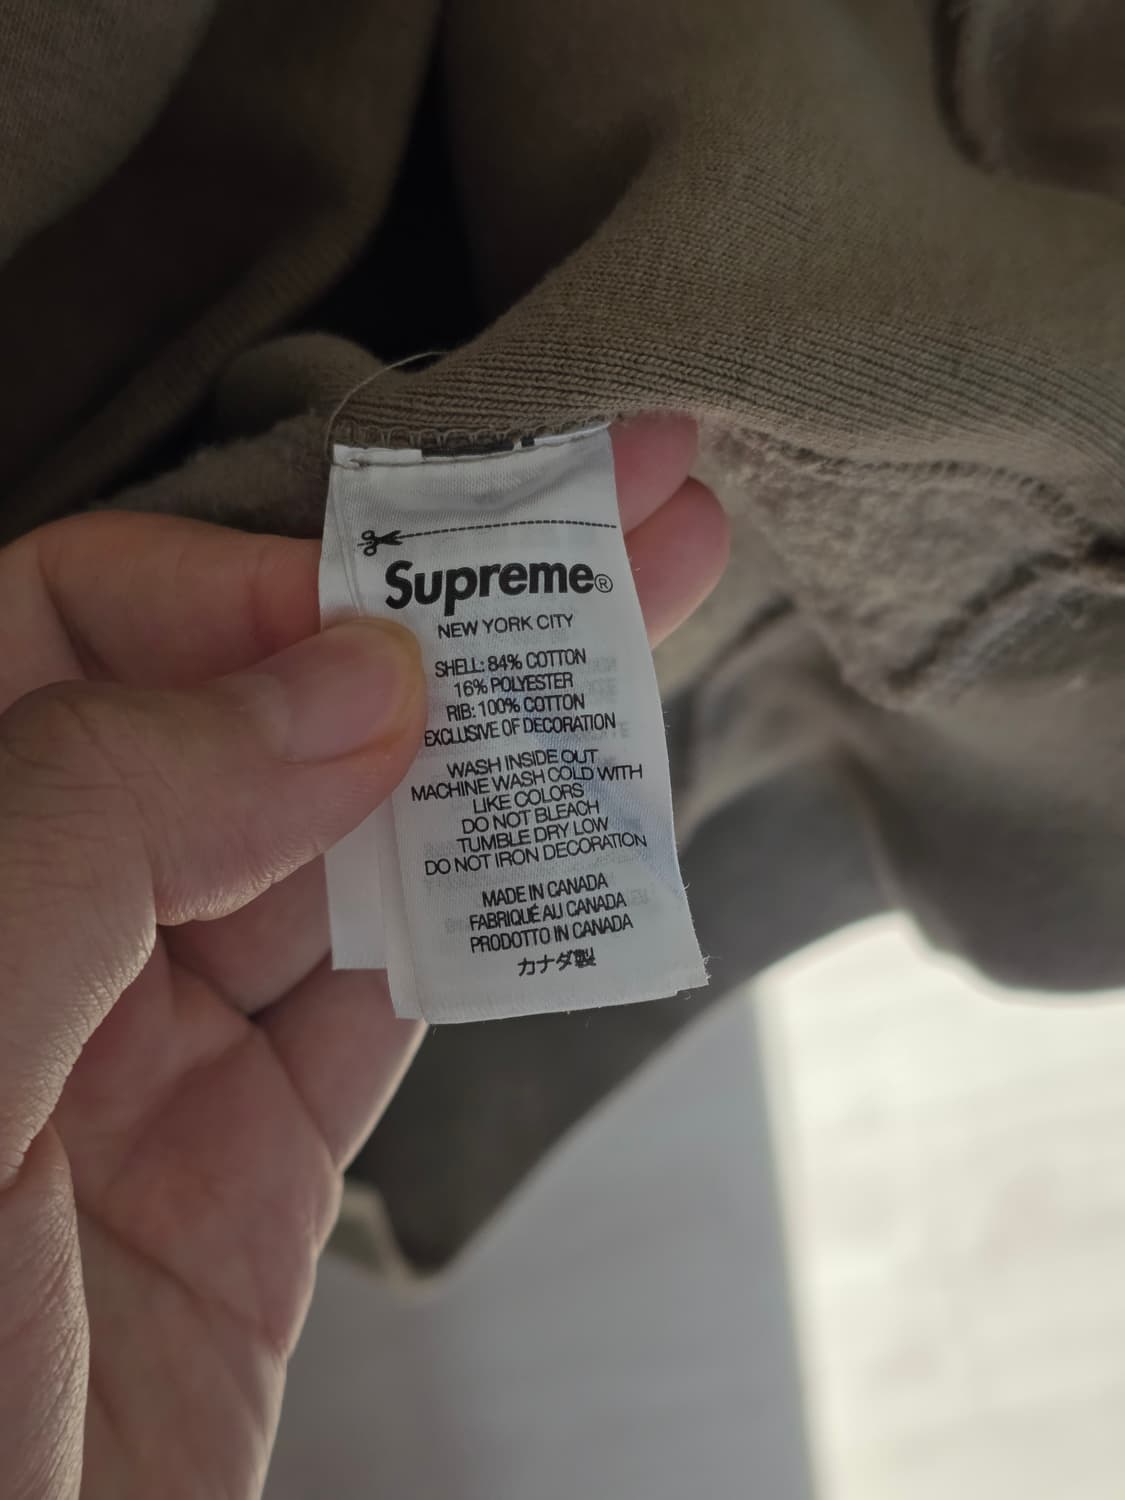 Supreme®
NEW YORK CITY
SHELL: 84% COTTON
16% POLYESTER
RIB: 100% COTTON
EXCLUSIVE OF DECORATION
WASH INSIDE OUT
MACHINE WASH COLD WITH
LIKE COLORS
DO NOT BLEACH
TUMBLE DRY LOW
DO NOT IRON DECORATION
MADE IN CANADA
FABRIQUÉ AU CANADA
PRODOTTO IN CANADA
カナダ製